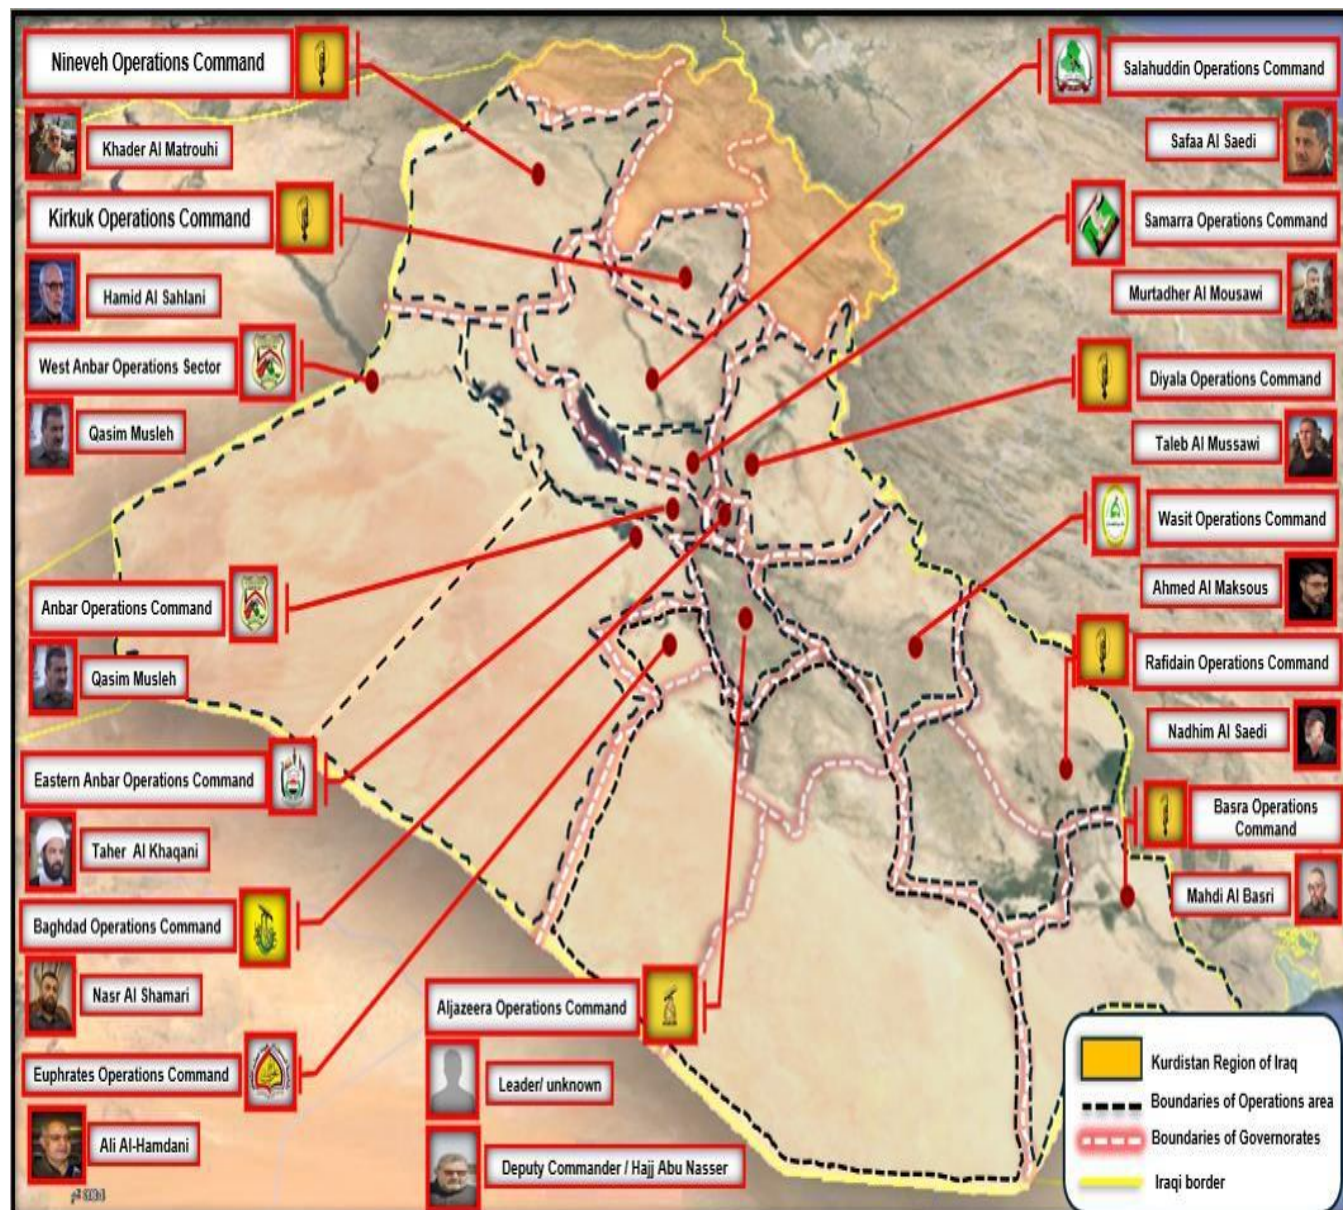 Nineveh Operations Command
Khader Al Matrouhi
Kirkuk Operations Command
Hamid Al Sahlani
West Anbar Operations Sector
Qasim Musleh
Anbar Operations Command
Qasim Musleh
Eastern Anbar Operations Command
Taher Al Khaqani
Baghdad Operations Command
Nasr Al Shamari
Euphrates Operations Command
Ali Al-Hamdani
Aljazeera Operations Command
Leader/ unknown
Deputy Commander / Hajj Abu Nasser
Salahuddin Operations Command
Safaa Al Saedi
Samarra Operations Command
Murtadher Al Mousawi
Diyala Operations Command
Taleb Al Mussawi
Wasit Operations Command
Ahmed Al Maksous
Rafidain Operations Command
Nadhim Al Saedi
Basra Operations
Command
Mahdi Al Basri
Kurdistan Region of Iraq
Boundaries of Operations area
Boundaries of Governorates
Iraqi border